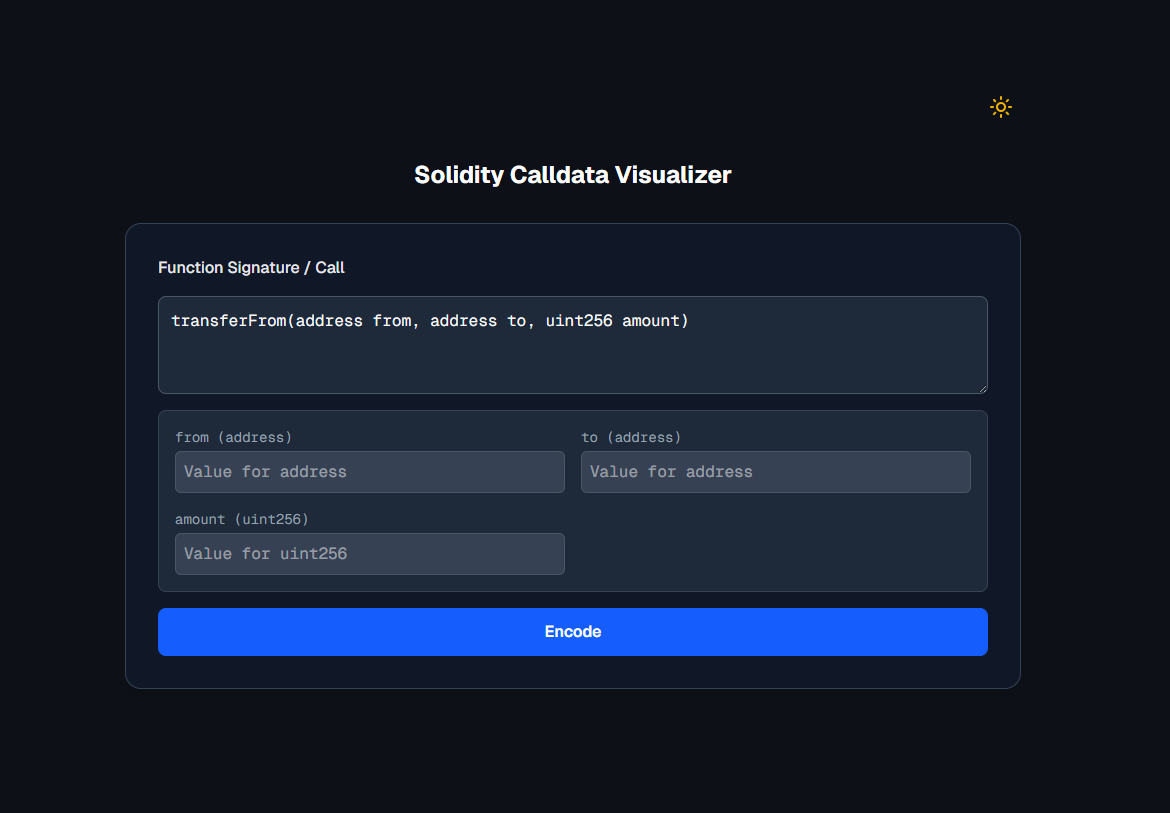 Solidity Calldata Visualizer
Function Signature / Call
transferFrom(address from, address to, uint256 amount)
from (address)
to (address)
Value for address
Value for address
amount (uint256)
Value for uint256
Encode